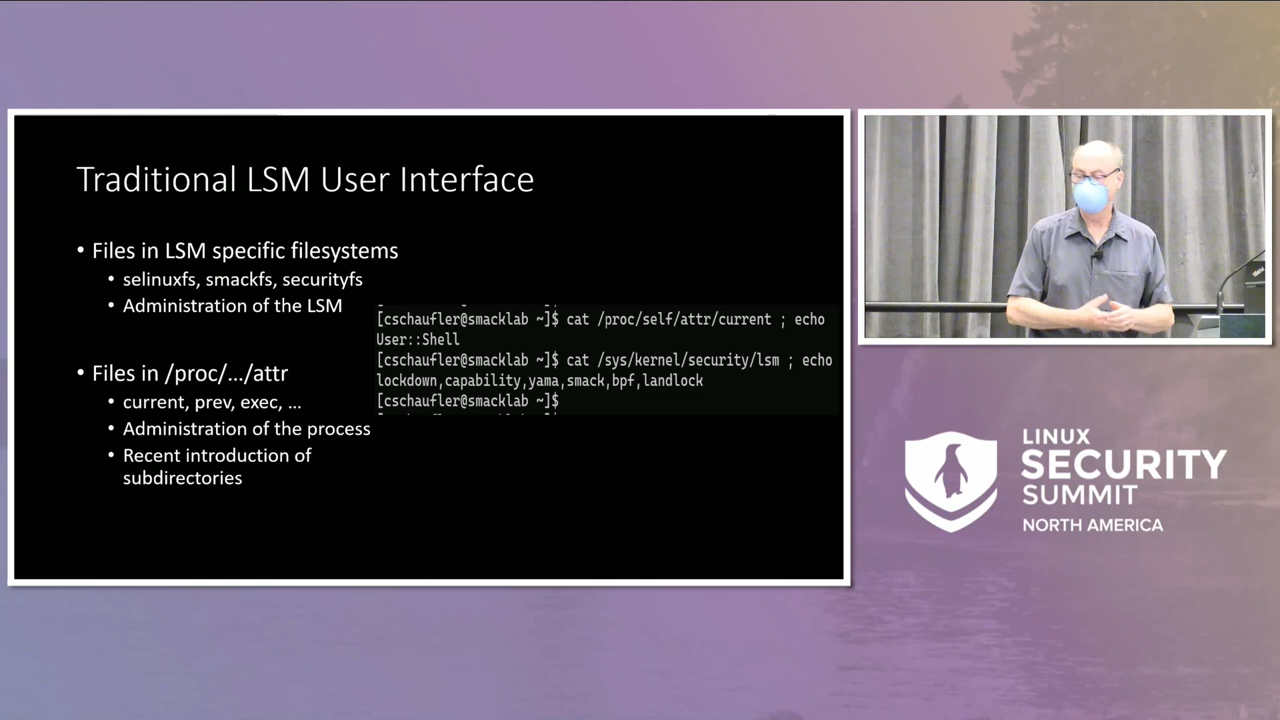 Traditional LSM User Interface
• Files in LSM specific filesystems
• selinuxfs, smackfs, securityfs
• Administration of the LSM
• Files in /proc/.../attr
• current, prev, exec, ...
• Administration of the process
• Recent introduction of
subdirectories
[cschaufler@smacklab ~]$ cat /proc/self/attr/current ; echo
User::Shell
[cschaufler@smacklab ~]$ cat /sys/kernel/security/lsm ; echo
lockdown,capability,yama,smack,bpf,landlock
[cschaufler@smacklab ~]$
LINUX
SECURITY
SUMMIT
NORTH AMERICA